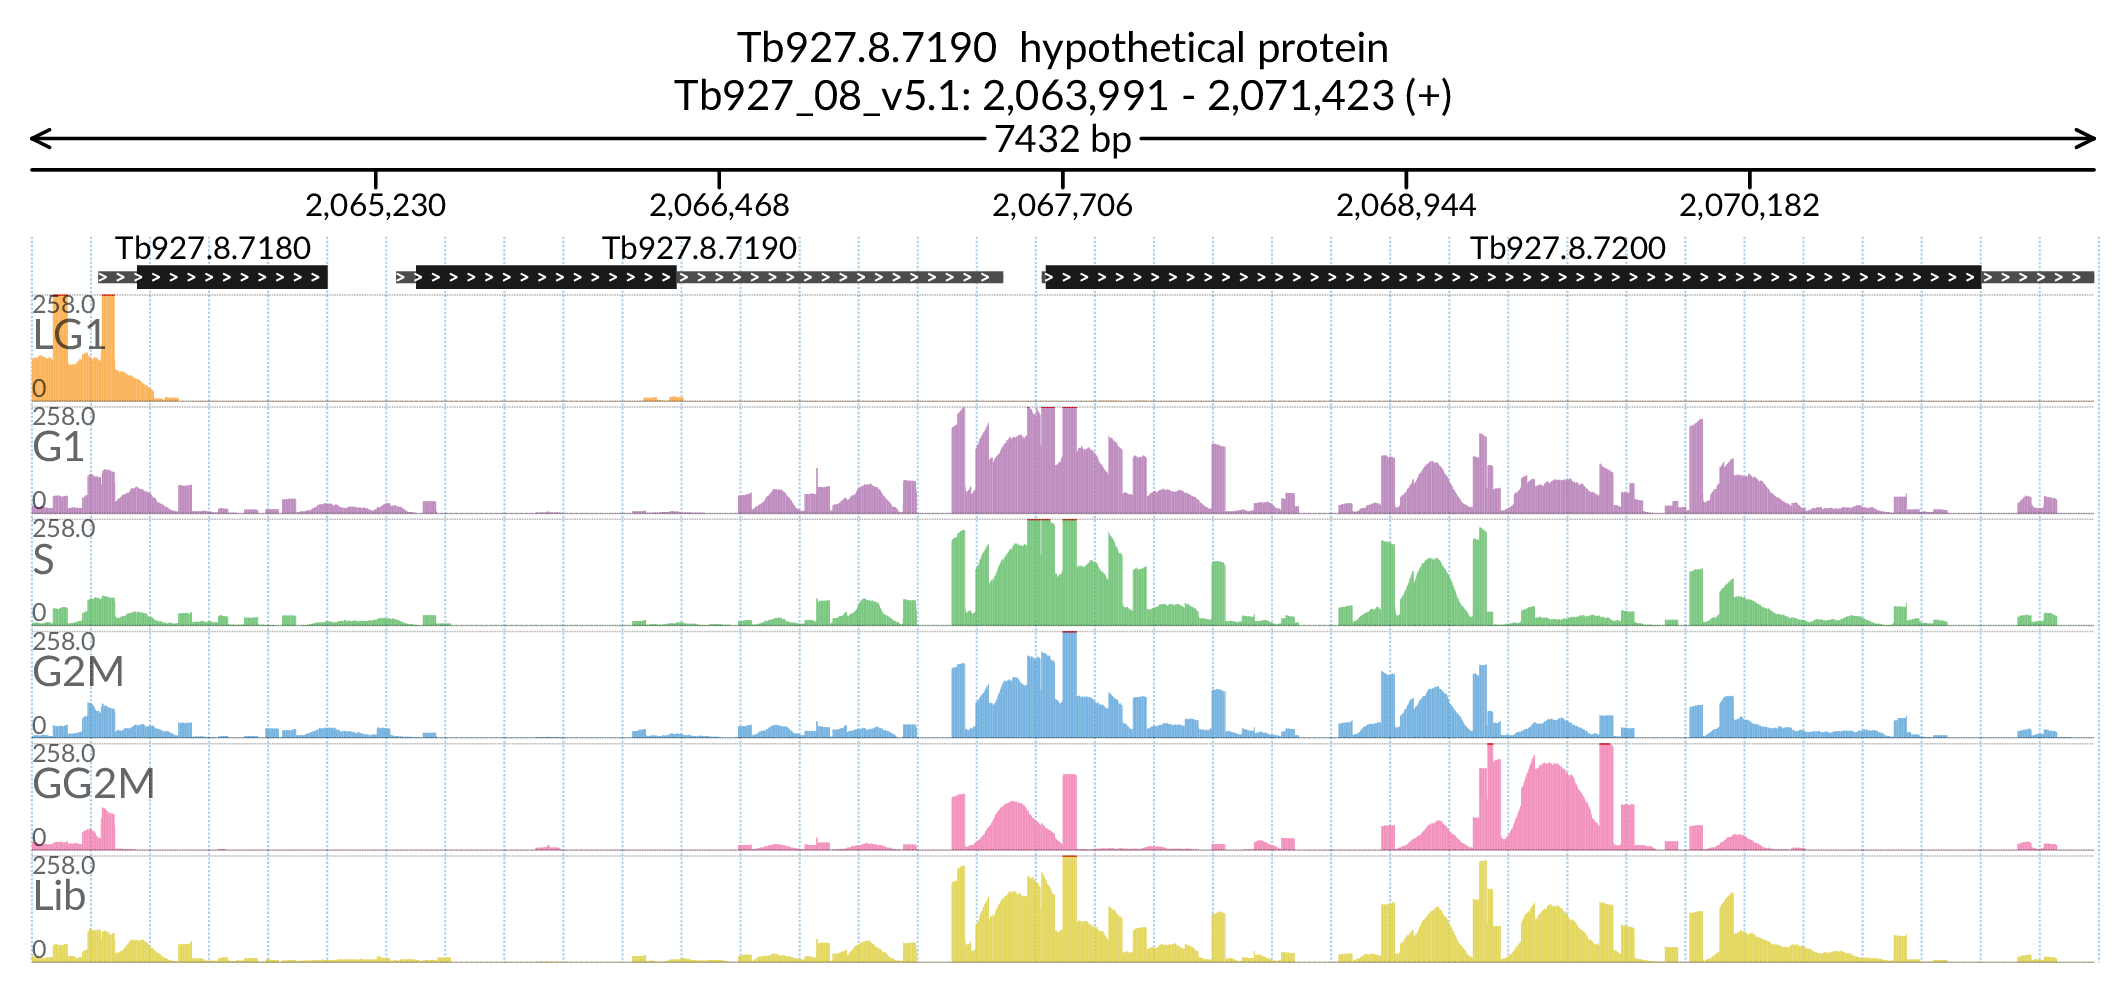 Tb927.8.7190 hypothetical protein
Tb927_08_v5.1: 2,063,991 - 2,071,423 (+)
7432 bp
2,065,230 2,066,468 2,067,706 2,068,944 2,070,182
Tb927.8.7180 Tb927.8.7190 Tb927.8.7200
258.0
LG1
0
258.0
G1
0
258.0
S
0
258.0
G2M
0
258.0
GG2M
0
258.0
Lib
0